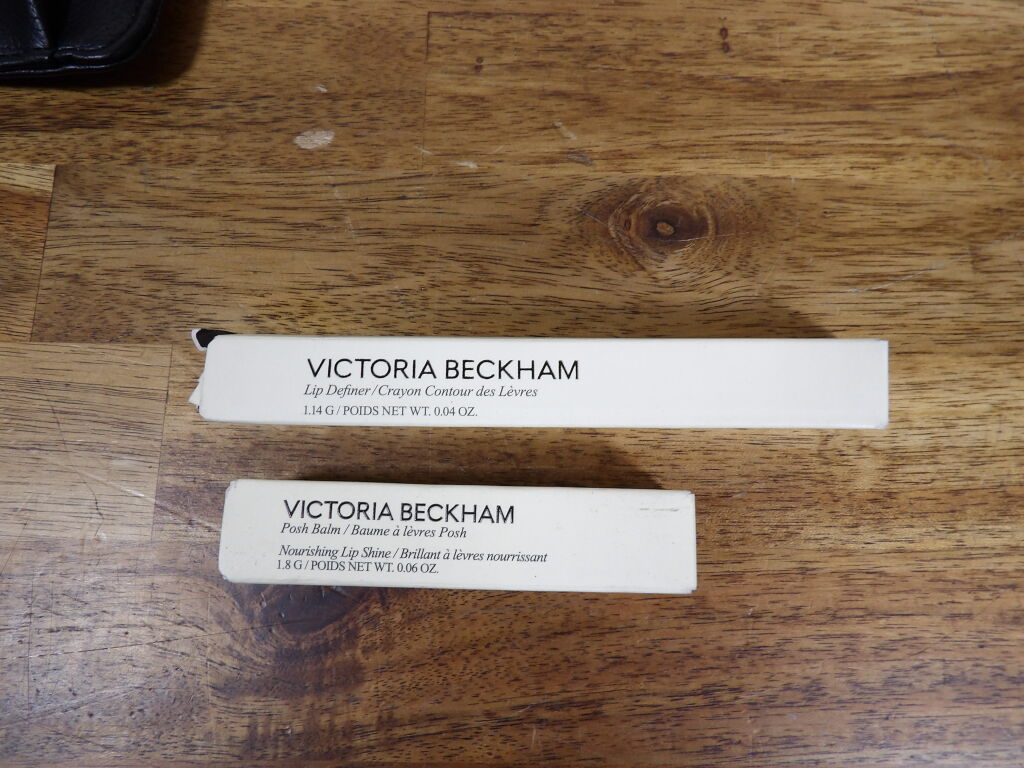 VICTORIA BECKHAM
Lip Definer / Crayon Contour des Lèvres
1.14 G / POIDS NET WT. 0.04 OZ.
VICTORIA BECKHAM
Posh Balm / Baume à lèvres Posh
Nourishing Lip Shine / Brillant à lèvres nourrissant
1.8 G / POIDS NET WT. 0.06 OZ.